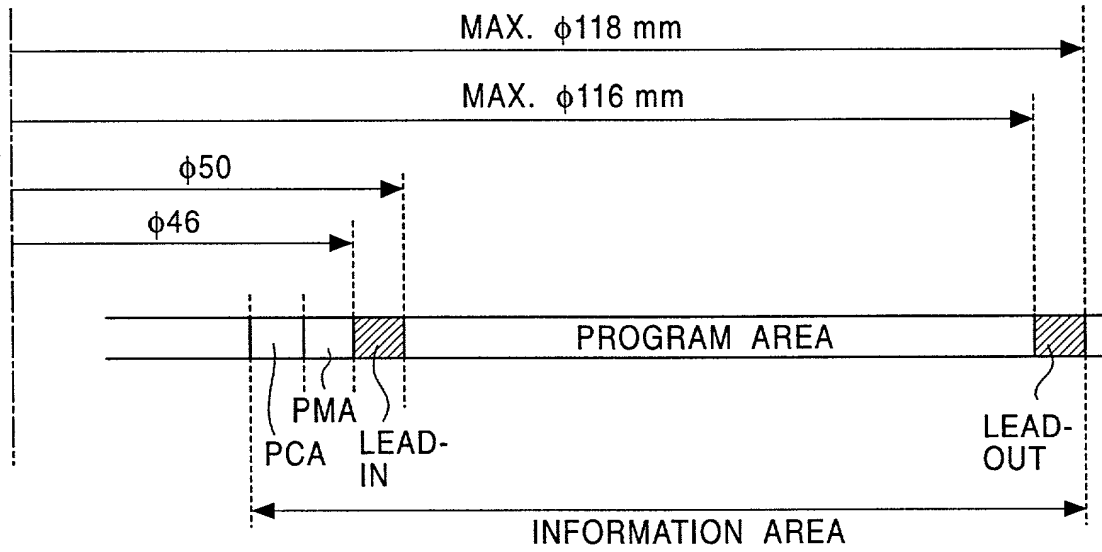 MAX. ϕ118 mm
MAX. ϕ116 mm
ϕ50
ϕ46
PROGRAM AREA
PMA
PCA
LEAD-
IN
LEAD-
OUT
INFORMATION AREA